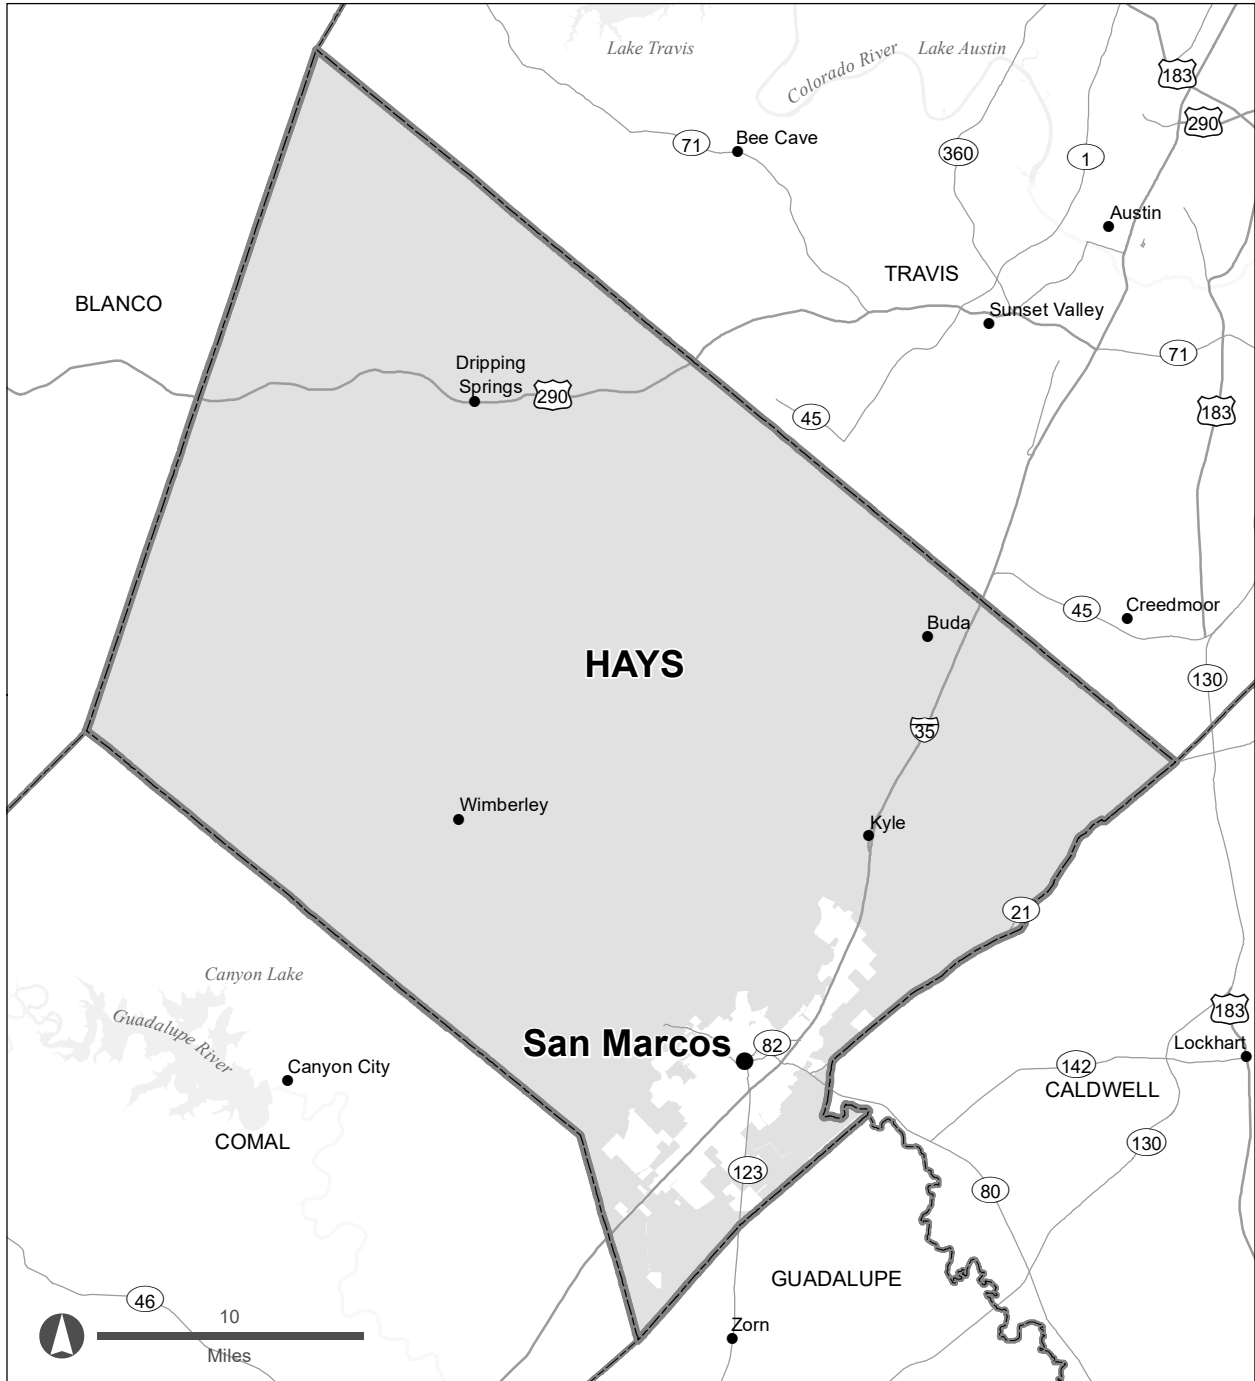 Lake Travis
Lake Austin
Colorado River
183
290
71
Bee Cave
360
1
Austin
TRAVIS
BLANCO
Sunset Valley
71
Dripping
Springs
290
45
183
Buda
45
Creedmoor
HAYS
130
35
Wimberley
Kyle
21
Canyon Lake
Guadalupe River
183
San Marcos
82
Lockhart
142
Canyon City
CALDWELL
COMAL
130
123
80
GUADALUPE
46
10
Miles
Zorn